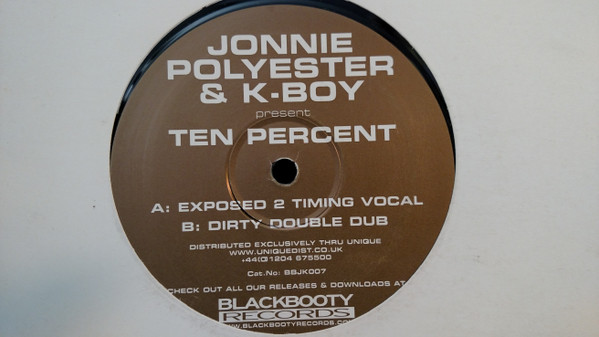 JONNIE
POLYESTER
& K-BOY
present
TEN PERCENT
A: EXPOSED 2 TIMING VOCAL
B: DIRTY DOUBLE DUB
DISTRIBUTED EXCLUSIVELY THRU UNIQUE
WWW.UNIQUEDIST.CO.UK
+44(0)1204 675500
Cat.No: BBJK007
CHECK OUT ALL OUR RELEASES & DOWNLOADS AT
BLACKBOOTY
RECORDS
WWW.BLACKBOOTYRECORDS.COM